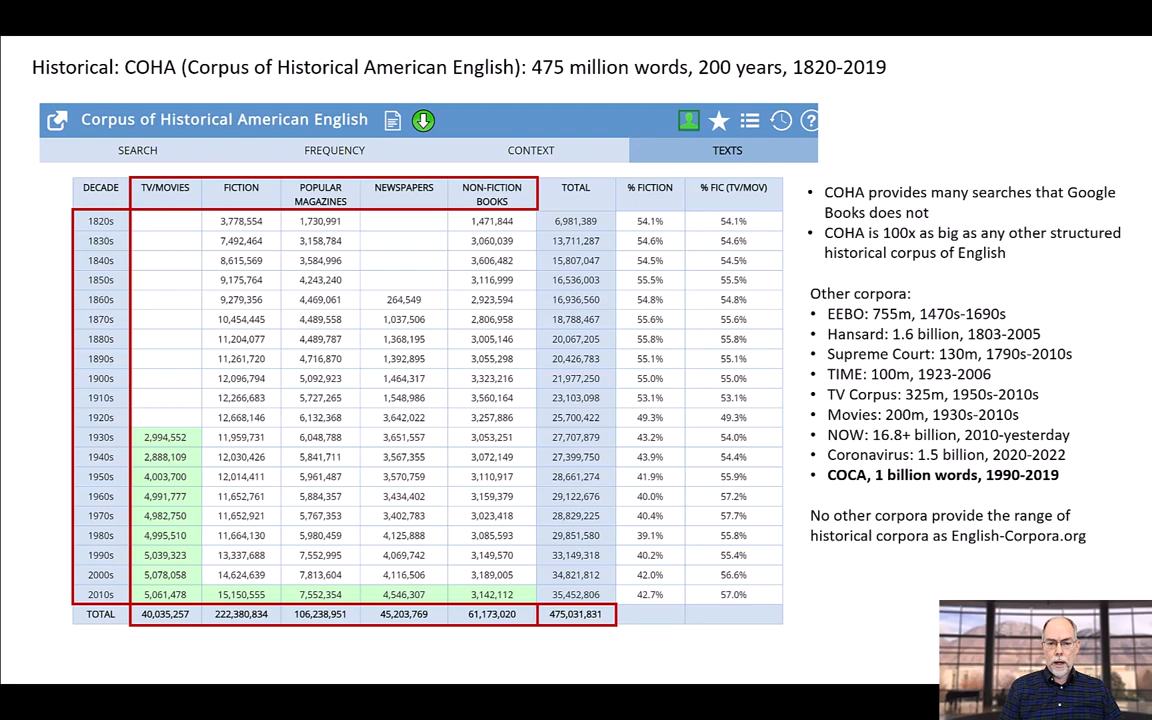 Historical: COHA (Corpus of Historical American English): 475 million words, 200 years, 1820-2019
Corpus of Historical American English
SEARCH FREQUENCY CONTEXT TEXTS
DECADE TV/MOVIES FICTION POPULAR MAGAZINES NEWSPAPERS NON-FICTION BOOKS TOTAL % FICTION % FIC (TV/MOV)
1820s 3,778,554 1,730,991 1,471,844 6,981,389 54.1% 54.1%
1830s 7,492,464 3,158,784 3,060,039 13,711,287 54.6% 54.6%
1840s 8,615,569 3,584,996 3,606,482 15,807,047 54.5% 54.5%
1850s 9,175,764 4,243,240 3,116,999 16,536,003 55.5% 55.5%
1860s 9,279,356 4,469,061 264,549 2,923,594 16,936,560 54.8% 54.8%
1870s 10,454,445 4,489,558 1,037,506 2,806,958 18,788,467 55.6% 55.6%
1880s 11,204,077 4,489,787 1,368,195 3,005,146 20,067,205 55.8% 55.8%
1890s 11,261,720 4,716,870 1,392,895 3,055,298 20,426,783 55.1% 55.1%
1900s 12,096,794 5,092,923 1,464,317 3,323,216 21,977,250 55.0% 55.0%
1910s 12,266,683 5,727,265 1,548,986 3,560,164 23,103,098 53.1% 53.1%
1920s 12,668,146 6,132,368 3,642,022 3,257,886 25,700,422 49.3% 49.3%
1930s 2,994,552 11,959,731 6,048,788 3,651,557 3,053,251 27,707,879 43.2% 54.0%
1940s 2,888,109 12,030,426 5,841,711 3,567,355 3,072,149 27,399,750 43.9% 54.4%
1950s 4,003,700 12,014,411 5,961,487 3,570,759 3,110,917 28,661,274 41.9% 55.9%
1960s 4,991,777 11,652,761 5,884,357 3,434,402 3,159,379 29,122,676 40.0% 57.2%
1970s 4,982,750 11,652,921 5,767,353 3,402,783 3,023,418 28,829,225 40.4% 57.7%
1980s 4,995,510 11,664,130 5,980,459 4,125,888 3,085,593 29,851,580 39.1% 55.8%
1990s 5,039,323 13,337,688 7,552,995 4,069,742 3,149,570 33,149,318 40.2% 55.4%
2000s 5,078,058 14,624,639 7,813,604 4,116,506 3,189,005 34,821,812 42.0% 56.6%
2010s 5,061,478 15,150,555 7,552,354 4,546,307 3,142,112 35,452,806 42.7% 57.0%
TOTAL 40,035,257 222,380,834 106,238,951 45,203,769 61,173,020 475,031,831
• COHA provides many searches that Google
Books does not
• COHA is 100x as big as any other structured
historical corpus of English
Other corpora:
• EEBO: 755m, 1470s-1690s
• Hansard: 1.6 billion, 1803-2005
• Supreme Court: 130m, 1790s-2010s
• TIME: 100m, 1923-2006
• TV Corpus: 325m, 1950s-2010s
• Movies: 200m, 1930s-2010s
• NOW: 16.8+ billion, 2010-yesterday
• Coronavirus: 1.5 billion, 2020-2022
• COCA, 1 billion words, 1990-2019
No other corpora provide the range of
historical corpora as English-Corpora.org